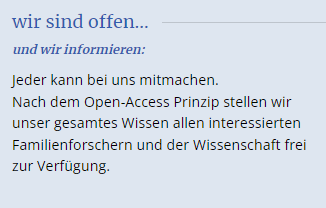 wir sind offen...
und wir informieren:
Jeder kann bei uns mitmachen.
Nach dem Open-Access Prinzip stellen wir
unser gesamtes Wissen allen interessierten
Familienforschern und der Wissenschaft frei
zur Verfügung.